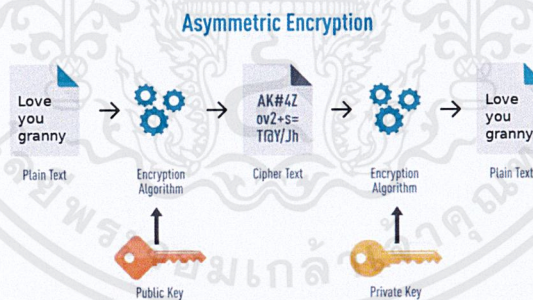 Asymmetric Encryption
Love
you
granny
AK#4Z
ov2+s=
T@Y/Jh
Love
you
granny
Plain Text
Encryption
Algorithm
Cipher Text
Encryption
Algorithm
Plain Text
Public Key
Private Key